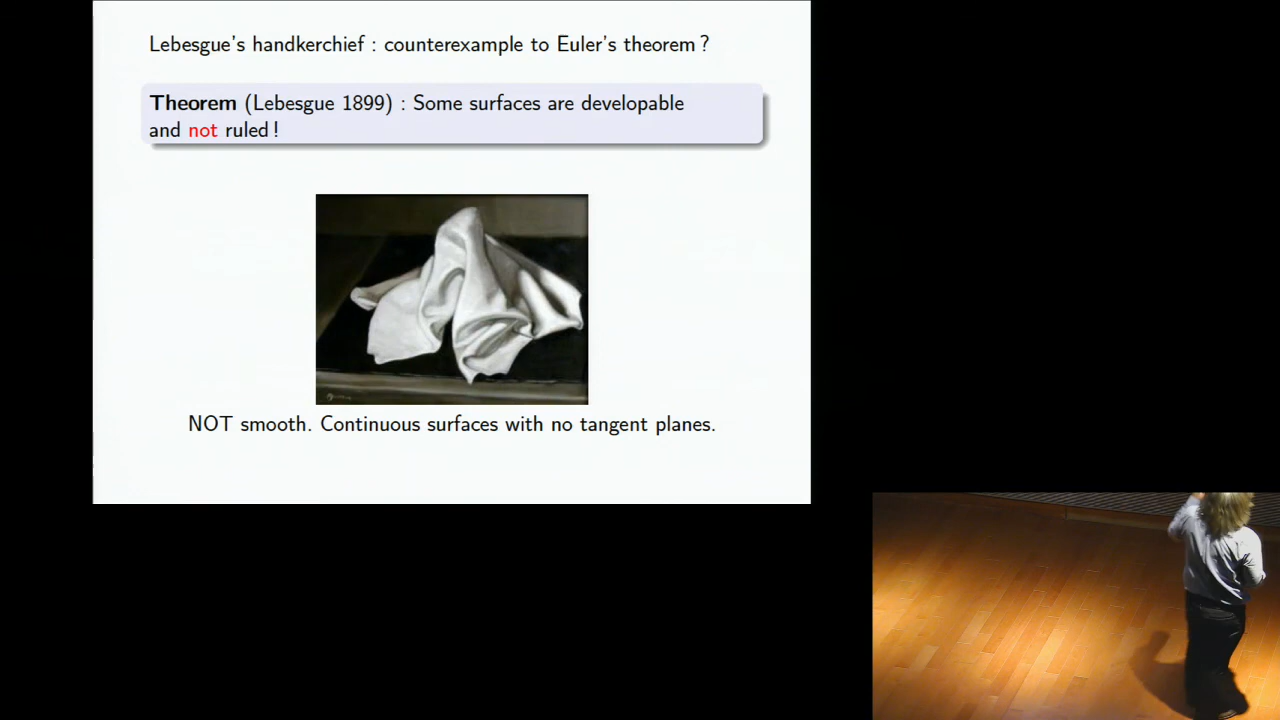 Lebesgue's handkerchief : counterexample to Euler's theorem ?
Theorem (Lebesgue 1899) : Some surfaces are developable
and not ruled !
NOT smooth. Continuous surfaces with no tangent planes.